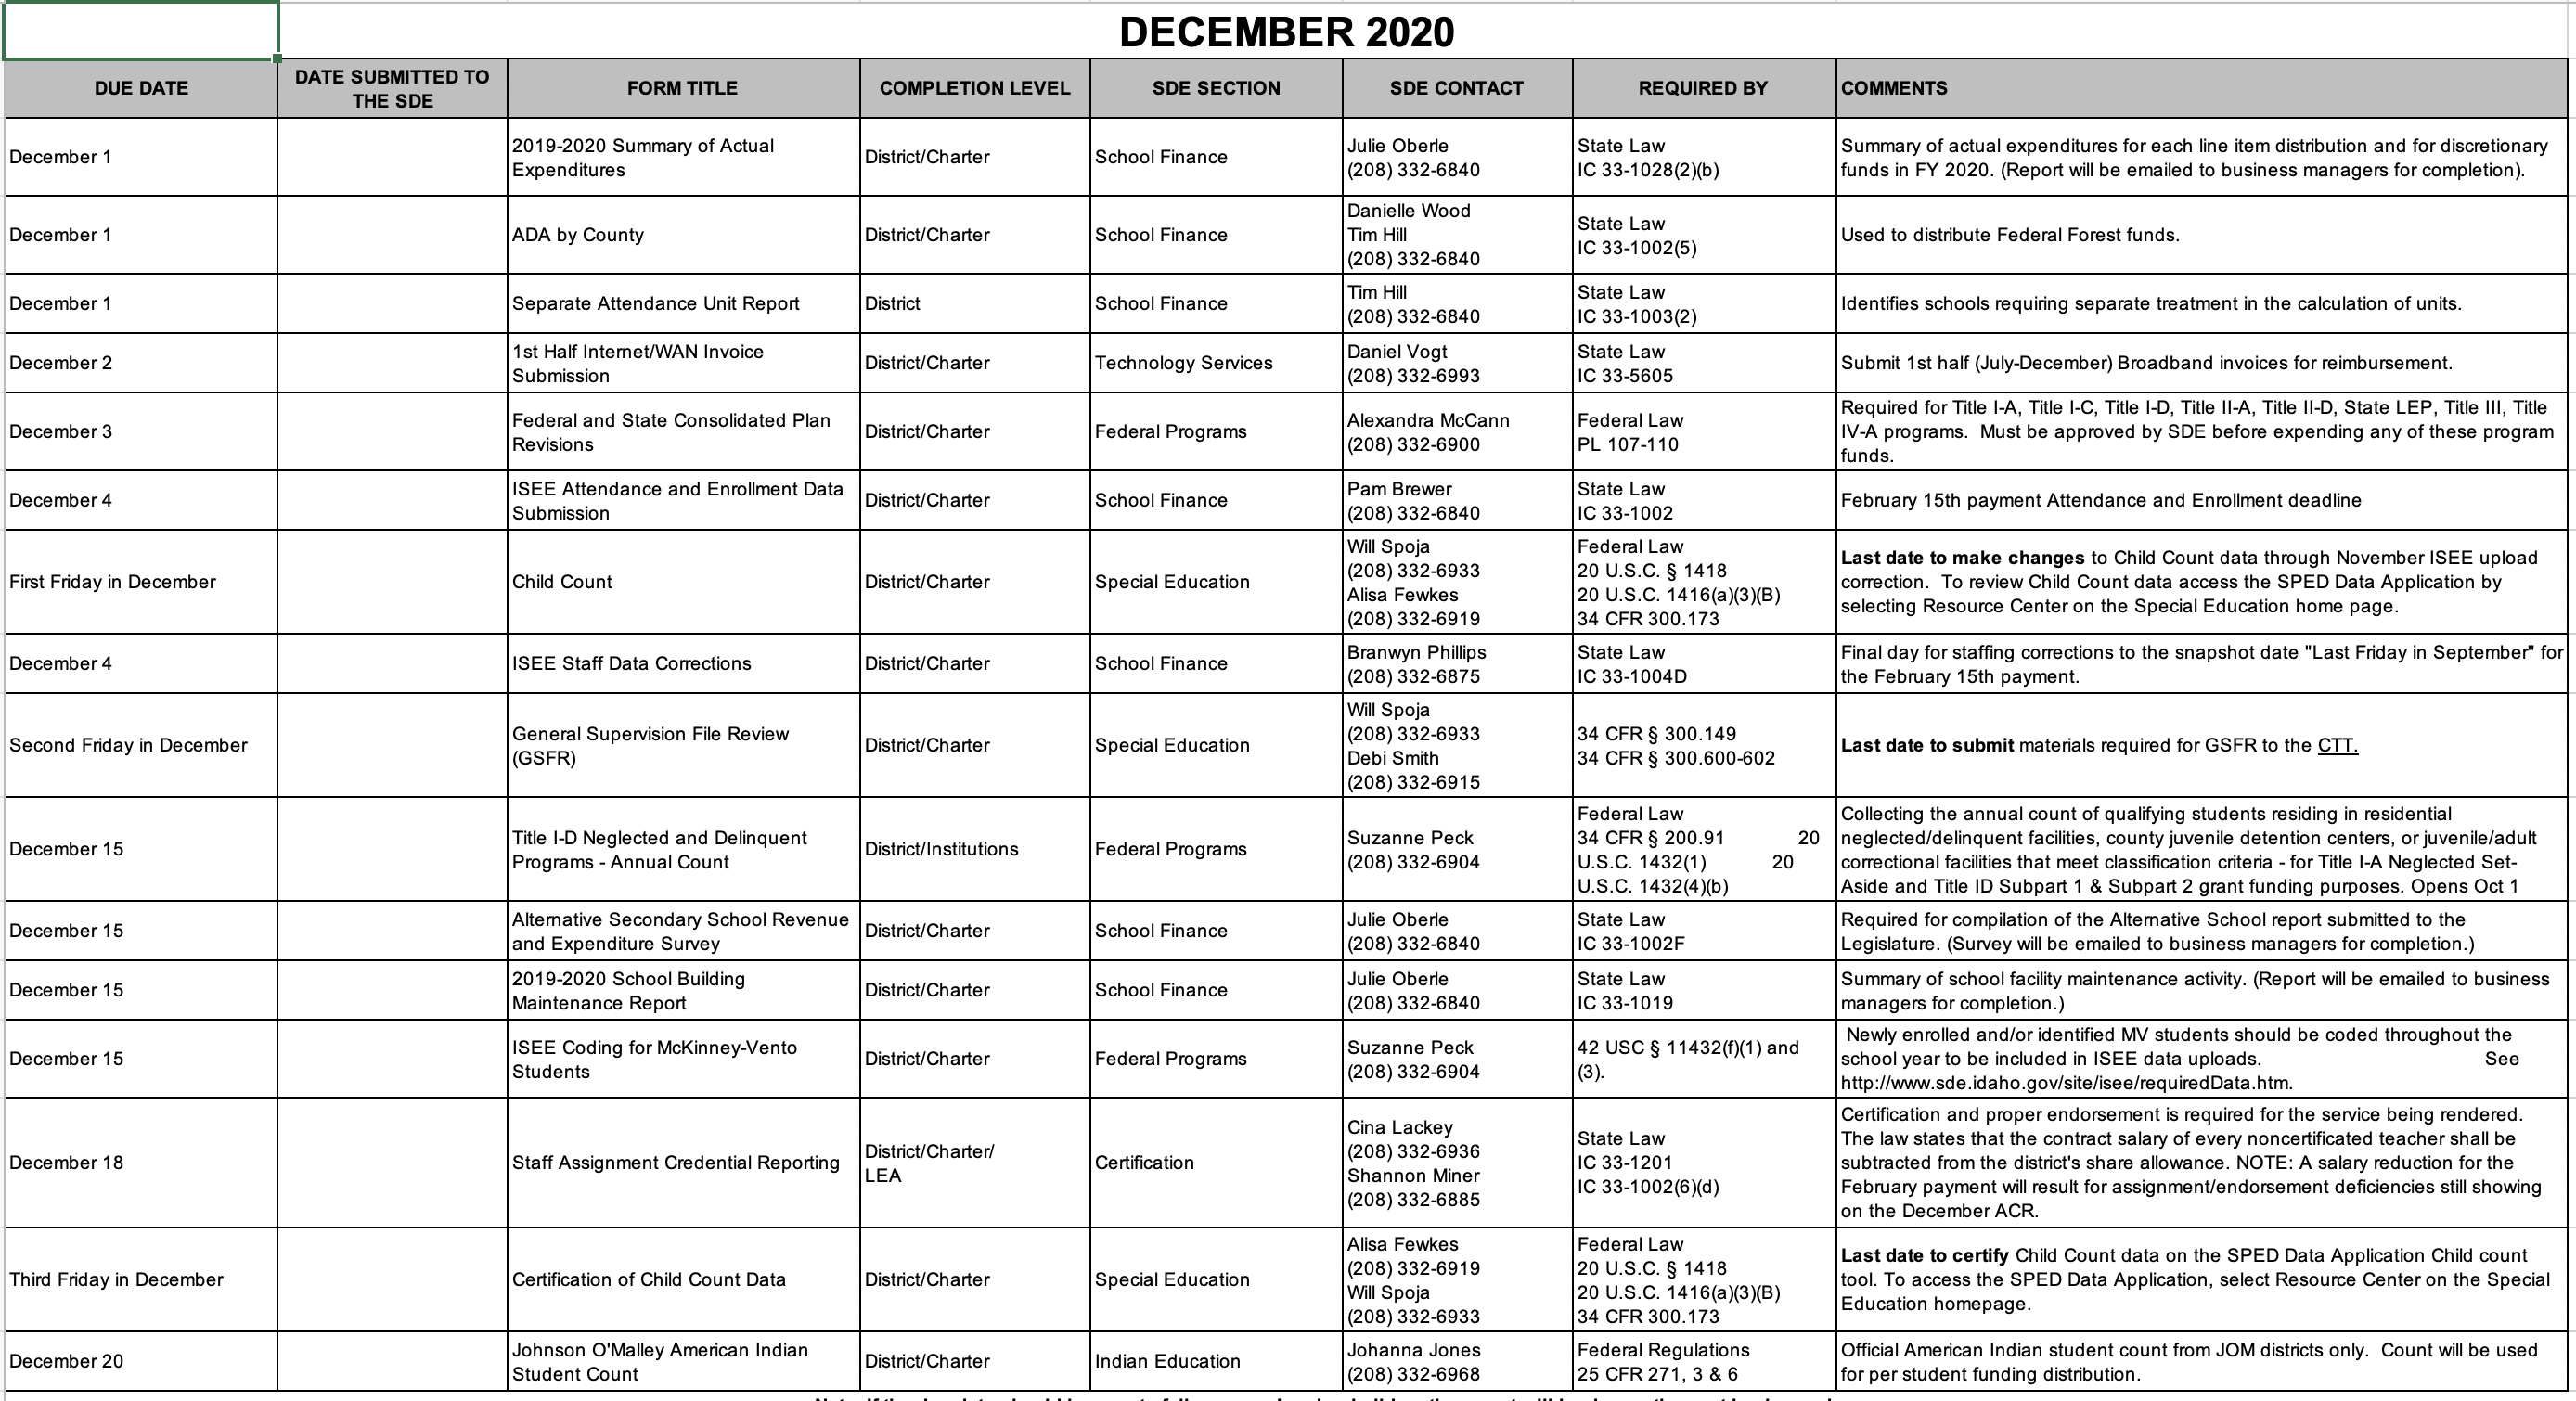 DECEMBER 2020
DUE DATE
DATE SUBMITTED TO
THE SDE
FORM TITLE
COMPLETION LEVEL
SDE SECTION
SDE CONTACT
REQUIRED BY
COMMENTS
December 1
2019-2020 Summary of Actual
Expenditures
District/Charter
School Finance
Julie Oberle
(208) 332-6840
State Law
IC 33-1028(2)(b)
Summary of actual expenditures for each line item distribution and for discretionary
funds in FY 2020. (Report will be emailed to business managers for completion).
December 1
ADA by County
District/Charter
School Finance
Danielle Wood
Tim Hill
(208) 332-6840
State Law
IC 33-1002(5)
Used to distribute Federal Forest funds.
December 1
Separate Attendance Unit Report
District
School Finance
Tim Hill
(208) 332-6840
State Law
IC 33-1003(2)
Identifies schools requiring separate treatment in the calculation of units.
December 2
1st Half Internet/WAN Invoice
Submission
District/Charter
Technology Services
Daniel Vogt
(208) 332-6993
State Law
IC 33-5605
Submit 1st half (July-December) Broadband invoices for reimbursement.
December 3
Federal and State Consolidated Plan
Revisions
District/Charter
Federal Programs
Alexandra McCann
(208) 332-6900
Federal Law
PL 107-110
Required for Title I-A, Title I-C, Title I-D, Title II-A, Title II-D, State LEP, Title III, Title
IV-A programs.  Must be approved by SDE before expending any of these program
funds.
December 4
ISEE Attendance and Enrollment Data
Submission
District/Charter
School Finance
Pam Brewer
(208) 332-6840
State Law
IC 33-1002
February 15th payment Attendance and Enrollment deadline
First Friday in December
Child Count
District/Charter
Special Education
Will Spoja
(208) 332-6933
Alisa Fewkes
(208) 332-6919
Federal Law
20 U.S.C. § 1418
20 U.S.C. 1416(a)(3)(B)
34 CFR 300.173
Last date to make changes to Child Count data through November ISEE upload
correction.  To review Child Count data access the SPED Data Application by
selecting Resource Center on the Special Education home page.
December 4
ISEE Staff Data Corrections
District/Charter
School Finance
Branwyn Phillips
(208) 332-6875
State Law
IC 33-1004D
Final day for staffing corrections to the snapshot date "Last Friday in September" for
the February 15th payment.
Second Friday in December
General Supervision File Review
(GSFR)
District/Charter
Special Education
Will Spoja
(208) 332-6933
Debi Smith
(208) 332-6915
34 CFR § 300.149
34 CFR § 300.600-602
Last date to submit materials required for GSFR to the CTT.
December 15
Title I-D Neglected and Delinquent
Programs - Annual Count
District/Institutions
Federal Programs
Suzanne Peck
(208) 332-6904
Federal Law
34 CFR § 200.91 20
U.S.C. 1432(1) 20
U.S.C. 1432(4)(b)
Collecting the annual count of qualifying students residing in residential
neglected/delinquent facilities, county juvenile detention centers, or juvenile/adult
correctional facilities that meet classification criteria - for Title I-A Neglected Set-
Aside and Title ID Subpart 1 & Subpart 2 grant funding purposes. Opens Oct 1
December 15
Alternative Secondary School Revenue
and Expenditure Survey
District/Charter
School Finance
Julie Oberle
(208) 332-6840
State Law
IC 33-1002F
Required for compilation of the Alternative School report submitted to the
Legislature. (Survey will be emailed to business managers for completion.)
December 15
2019-2020 School Building
Maintenance Report
District/Charter
School Finance
Julie Oberle
(208) 332-6840
State Law
IC 33-1019
Summary of school facility maintenance activity. (Report will be emailed to business
managers for completion.)
December 15
ISEE Coding for McKinney-Vento
Students
District/Charter
Federal Programs
Suzanne Peck
(208) 332-6904
42 USC § 11432(f)(1) and
(3).
Newly enrolled and/or identified MV students should be coded throughout the
school year to be included in ISEE data uploads. See
http://www.sde.idaho.gov/site/isee/requiredData.htm.
December 18
Staff Assignment Credential Reporting
District/Charter/
LEA
Certification
Cina Lackey
(208) 332-6936
Shannon Miner
(208) 332-6885
State Law
IC 33-1201
IC 33-1002(6)(d)
Certification and proper endorsement is required for the service being rendered.
The law states that the contract salary of every noncertificated teacher shall be
subtracted from the district's share allowance. NOTE: A salary reduction for the
February payment will result for assignment/endorsement deficiencies still showing
on the December ACR.
Third Friday in December
Certification of Child Count Data
District/Charter
Special Education
Alisa Fewkes
(208) 332-6919
Will Spoja
(208) 332-6933
Federal Law
20 U.S.C. § 1418
20 U.S.C. 1416(a)(3)(B)
34 CFR 300.173
Last date to certify Child Count data on the SPED Data Application Child count
tool. To access the SPED Data Application, select Resource Center on the Special
Education homepage.
December 20
Johnson O'Malley American Indian
Student Count
District/Charter
Indian Education
Johanna Jones
(208) 332-6968
Federal Regulations
25 CFR 271, 3 & 6
Official American Indian student count from JOM districts only.  Count will be used
for per student funding distribution.